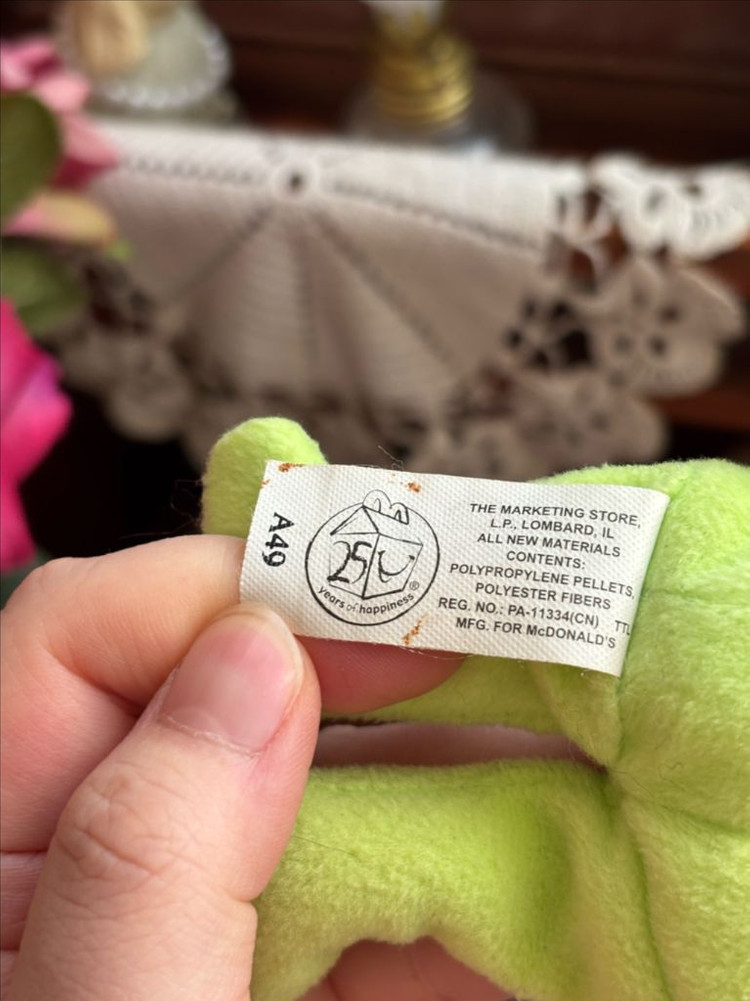 A49
25
years of happiness®
THE MARKETING STORE,
L.P., LOMBARD, IL
ALL NEW MATERIALS
CONTENTS:
POLYPROPYLENE PELLETS,
POLYESTER FIBERS
REG. NO.: PA-11334(CN) TTL
MFG. FOR McDONALD'S